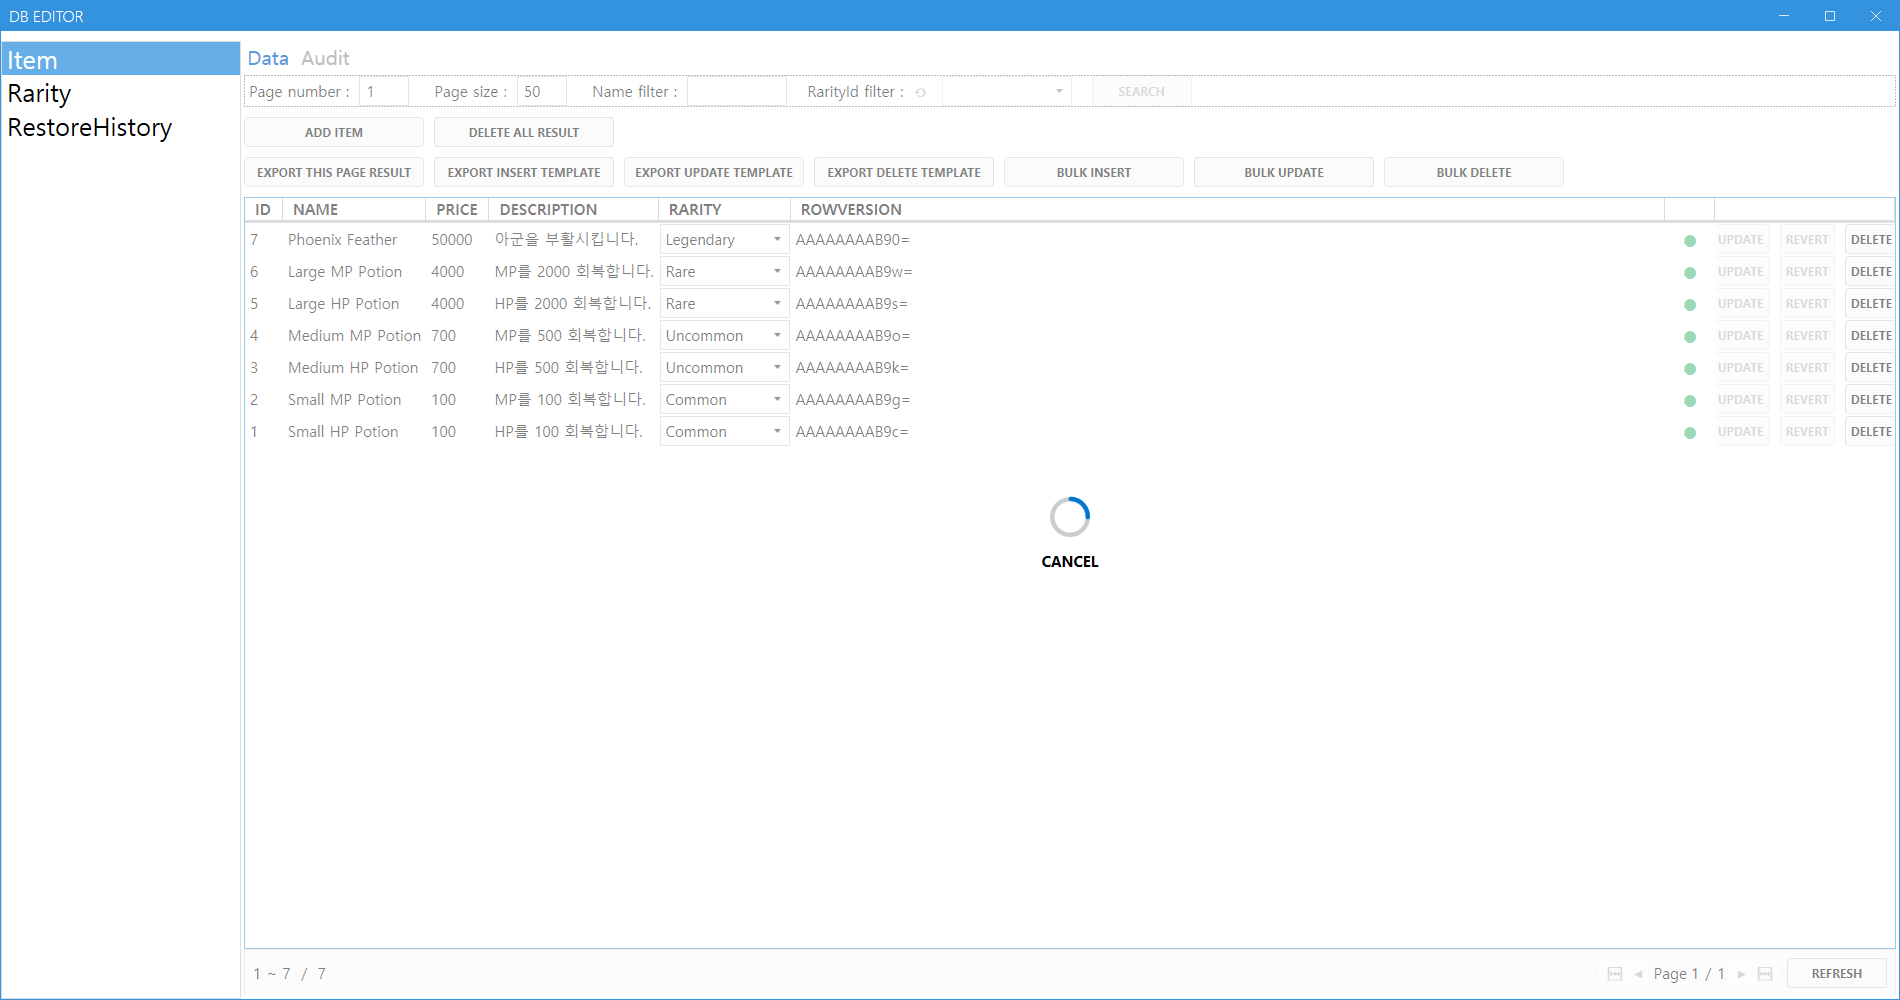 DB EDITOR
Item
Rarity
RestoreHistory
Data Audit
Page number : 1 Page size : 50 Name filter : RarityId filter : SEARCH
ADD ITEM DELETE ALL RESULT
EXPORT THIS PAGE RESULT EXPORT INSERT TEMPLATE EXPORT UPDATE TEMPLATE EXPORT DELETE TEMPLATE BULK INSERT BULK UPDATE BULK DELETE
ID NAME PRICE DESCRIPTION RARITY ROWVERSION
7 Phoenix Feather 50000 아군을 부활시킵니다. Legendary AAAAAAAAB90= UPDATE REVERT DELETE
6 Large MP Potion 4000 MP를 2000 회복합니다. Rare AAAAAAAAB9w= UPDATE REVERT DELETE
5 Large HP Potion 4000 HP를 2000 회복합니다. Rare AAAAAAAAB9s= UPDATE REVERT DELETE
4 Medium MP Potion 700 MP를 500 회복합니다. Uncommon AAAAAAAAB9o= UPDATE REVERT DELETE
3 Medium HP Potion 700 HP를 500 회복합니다. Uncommon AAAAAAAAB9k= UPDATE REVERT DELETE
2 Small MP Potion 100 MP를 100 회복합니다. Common AAAAAAAAB9g= UPDATE REVERT DELETE
1 Small HP Potion 100 HP를 100 회복합니다. Common AAAAAAAAB9c= UPDATE REVERT DELETE
CANCEL
1 ~ 7 / 7 Page 1 / 1 REFRESH